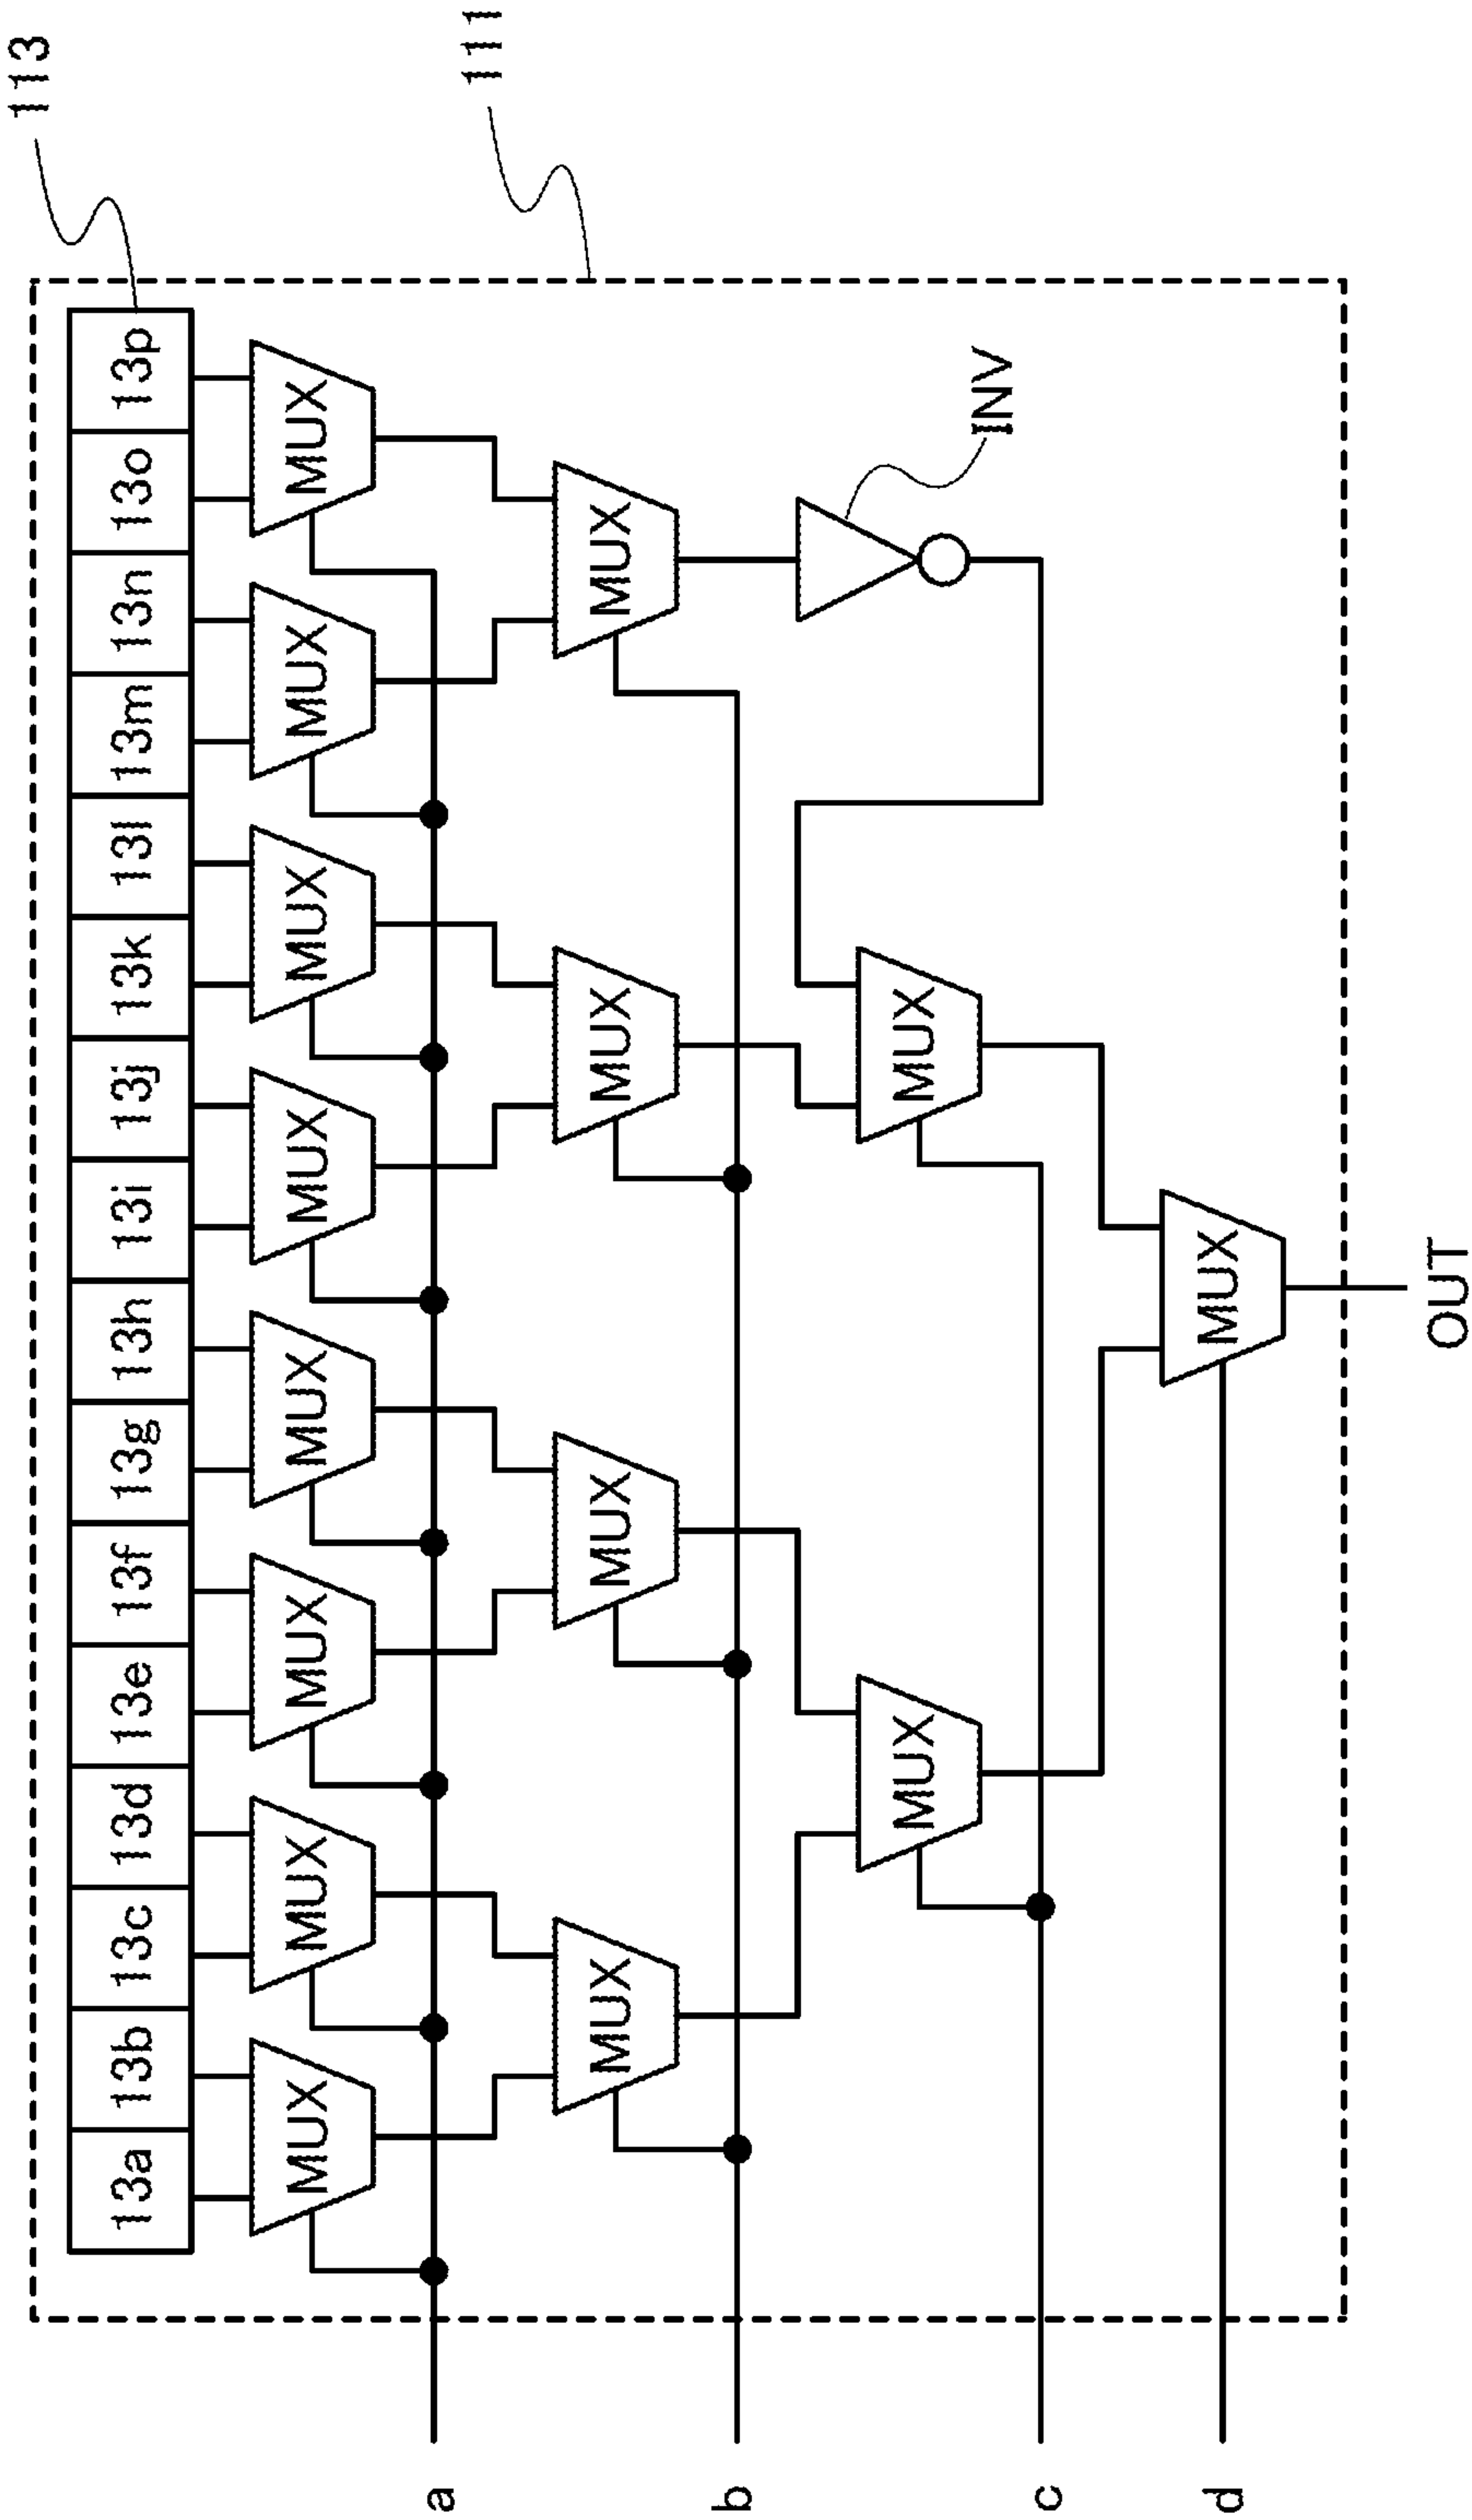 113
111
13a 13b 13c 13d 13e 13f 13g 13h 13i 13j 13k 13l 13m 13n 13o 13p
MUX MUX MUX MUX MUX MUX MUX MUX
a
MUX MUX MUX MUX
b
INV
MUX MUX
c
MUX
d
OUT